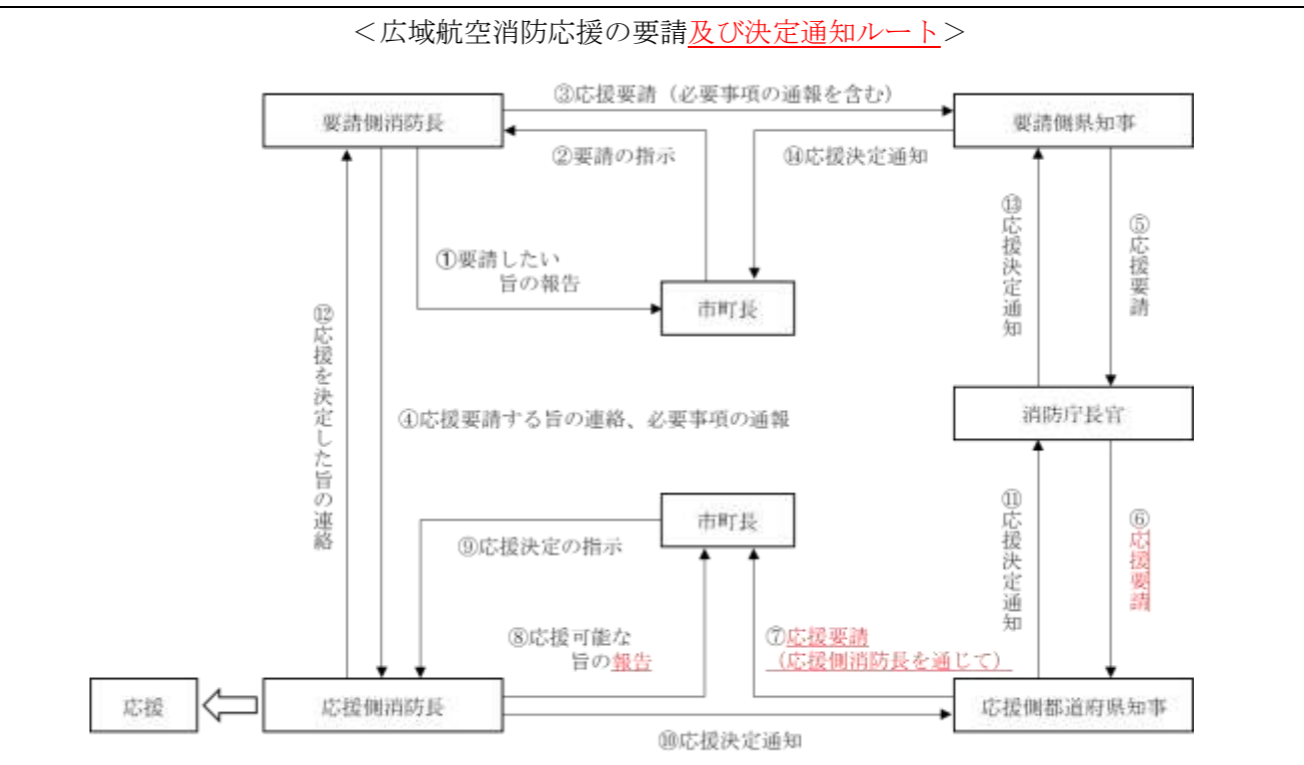 ＜広域航空消防応援の要請及び決定通知ルート＞
③応援要請（必要事項の通報を含む）
要請側消防長
要請側県知事
②要請の指示
⑭応援決定通知
①要請したい
旨の報告
市町長
⑬応援決定通知
⑤応援要請
⑫応援を決定した旨の連絡
消防庁長官
④応援要請する旨の連絡、必要事項の通報
市町長
⑨応援決定の指示
⑪応援決定通知
⑥応援要請
⑧応援可能な
旨の報告
⑦応援要請
（応援側消防長を通じて）
応援
応援側消防長
応援側都道府県知事
⑩応援決定通知